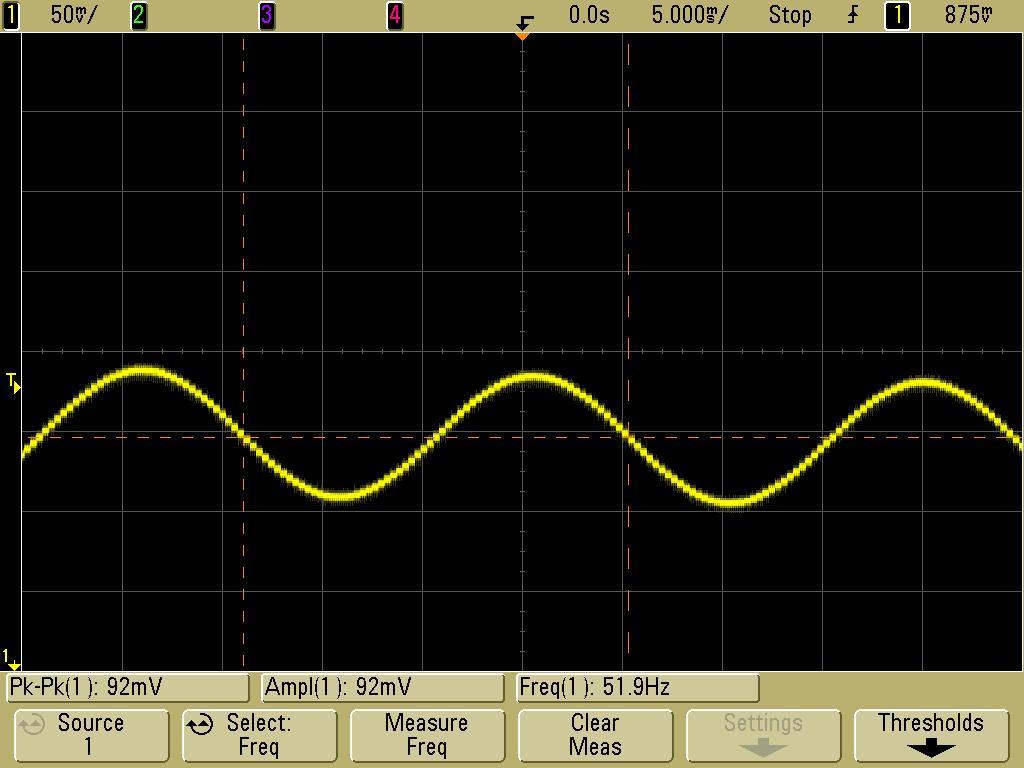 1 50mV/ 2 3 4 0.0s 5.000ms/ Stop 1 875mV
T
1
Pk-Pk(1): 92mV Ampl(1): 92mV Freq(1): 51.9Hz
Source Select: Measure Clear Settings Thresholds
1 Freq Freq Meas